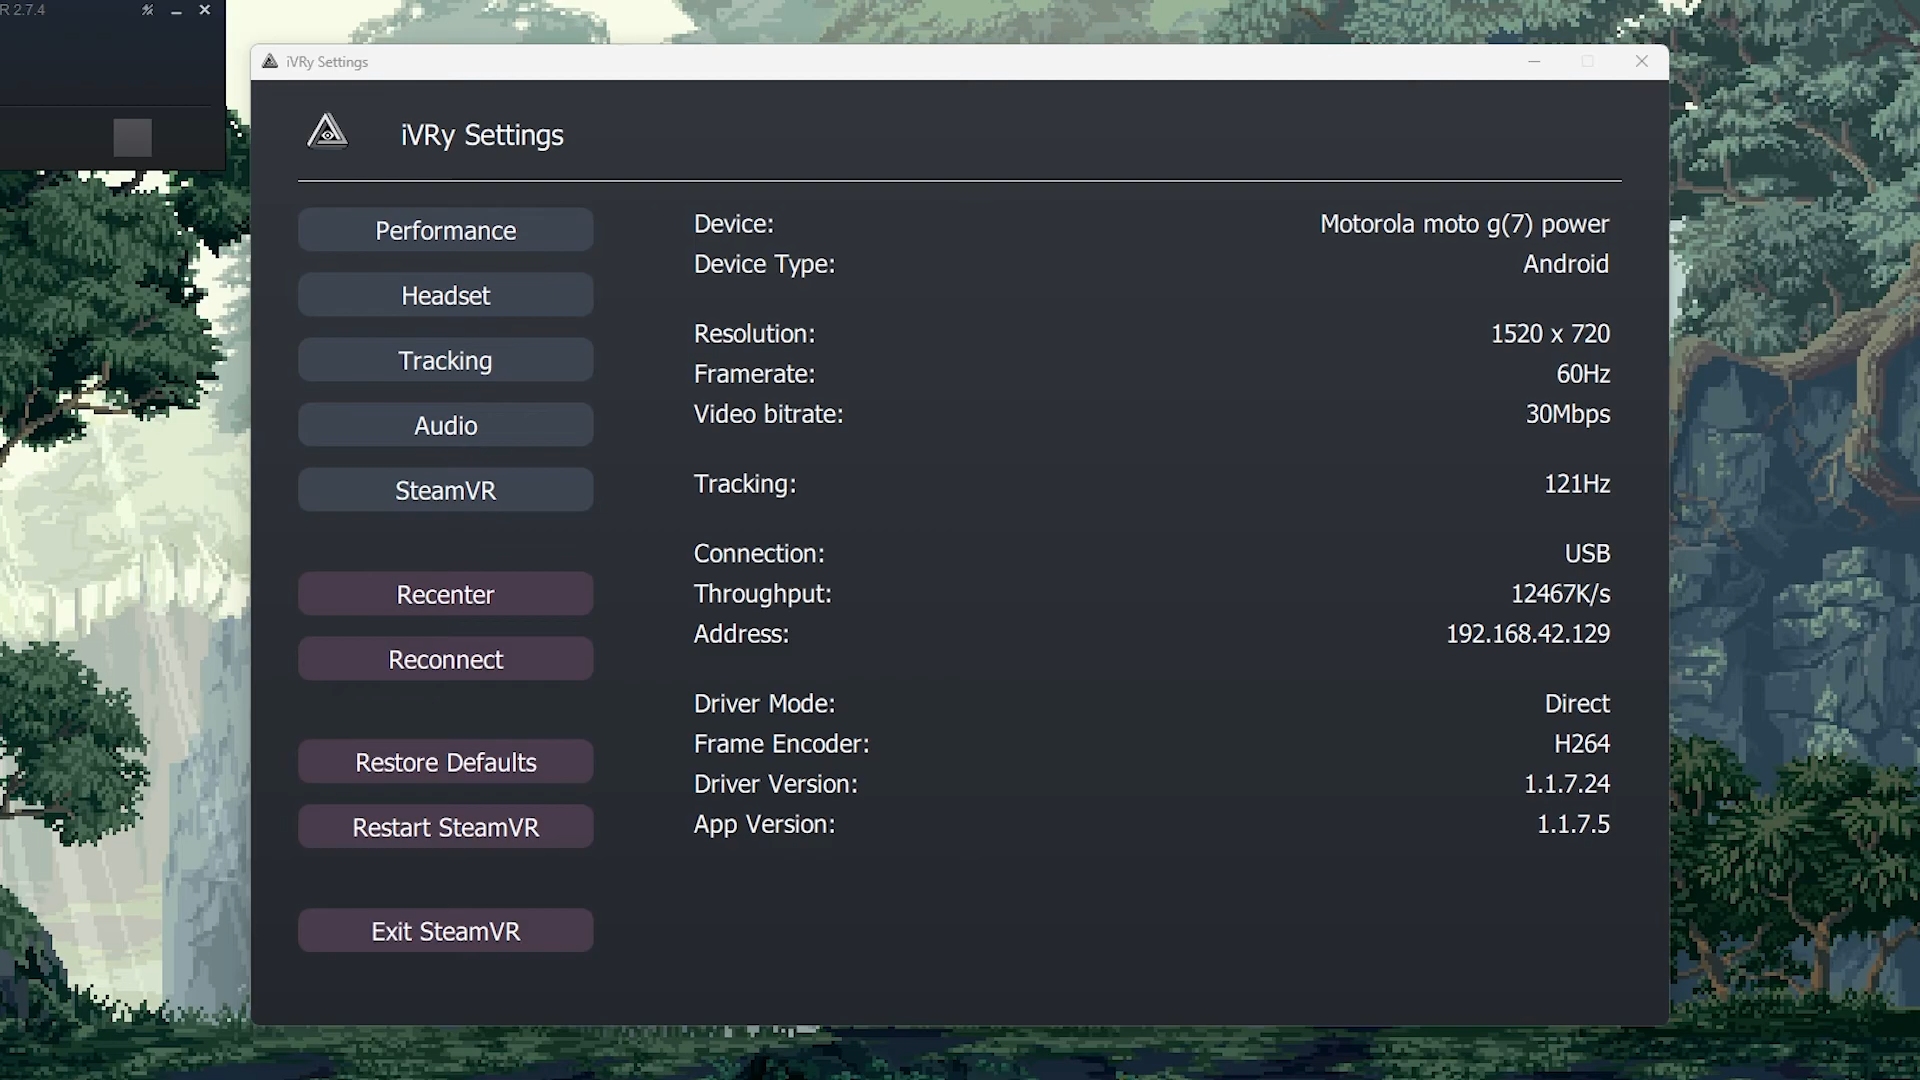 R 2.7.4
iVRy Settings
iVRy Settings
Performance
Headset
Tracking
Audio
SteamVR
Recenter
Reconnect
Restore Defaults
Restart SteamVR
Exit SteamVR
Device: Motorola moto g(7) power
Device Type: Android
Resolution: 1520 x 720
Framerate: 60Hz
Video bitrate: 30Mbps
Tracking: 121Hz
Connection: USB
Throughput: 12467K/s
Address: 192.168.42.129
Driver Mode: Direct
Frame Encoder: H264
Driver Version: 1.1.7.24
App Version: 1.1.7.5